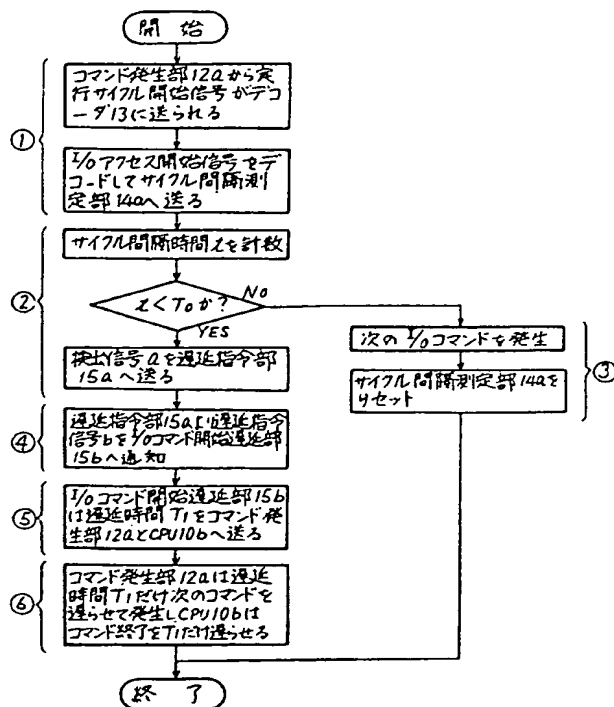 開始
①
コマンド発生部12aから実
行サイクル開始信号がデコ
ーダ13に送られる
I/Oアクセス開始信号をデ
コードしてサイクル間隔測
定部14aへ送る
②
サイクル間隔時間tを計数
t<T0か?
NO
YES
検出信号aを遅延指令部
15aへ送る
次のI/Oコマンドを発生
③
サイクル間隔測定部14aを
リセット
④
遅延指令部15aより遅延指令
信号bをI/Oコマンド開始遅延部
15bへ通知
⑤
I/Oコマンド開始遅延部15b
は遅延時間T1をコマンド発
生部12aとCPU10bへ送る
⑥
コマンド発生部12aは遅延
時間T1だけ次のコマンドを
遅らせて発生しCPU10bは
コマンド終了をT1だけ遅らせる
終了